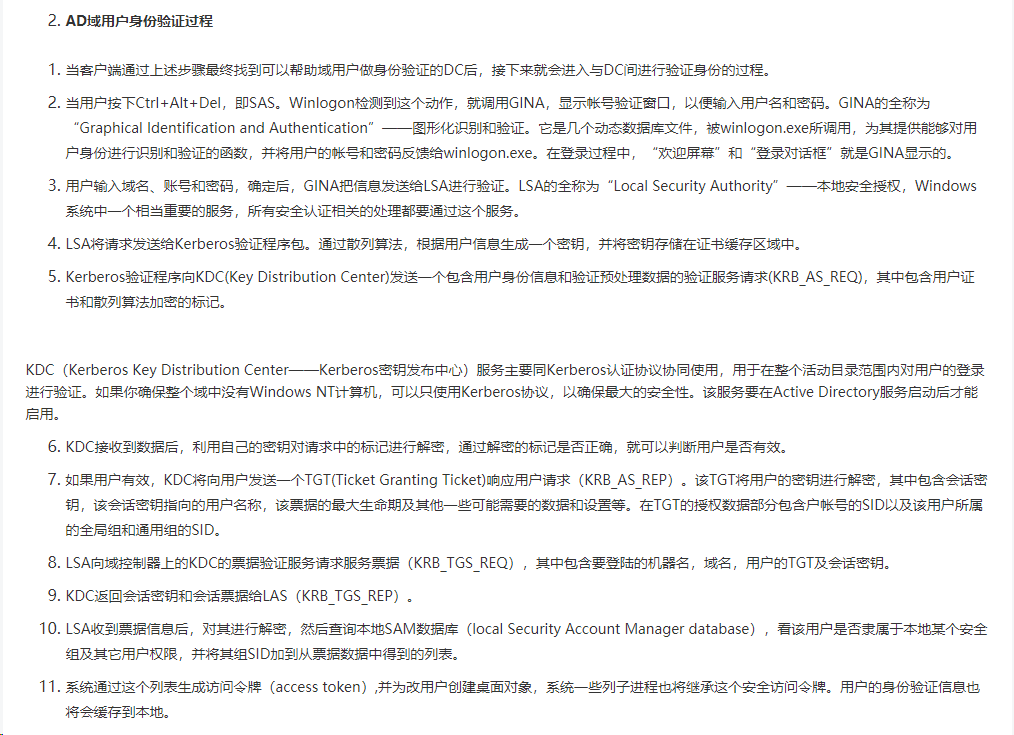 2. AD域用户身份验证过程
1. 当客户端通过上述步骤最终找到可以帮助域用户做身份验证的DC后，接下来就会进入与DC间进行验证身份的过程。
2. 当用户按下Ctrl+Alt+Del，即SAS。Winlogon检测到这个动作，就调用GINA，显示帐号验证窗口，以便输入用户名和密码。GINA的全称为
“Graphical Identification and Authentication”——图形化识别和验证。它是几个动态数据库文件，被winlogon.exe所调用，为其提供能够对用
户身份进行识别和验证的函数，并将用户的帐号和密码反馈给winlogon.exe。在登录过程中，“欢迎屏幕”和“登录对话框”就是GINA显示的。
3. 用户输入域名、账号和密码，确定后，GINA把信息发送给LSA进行验证。LSA的全称为“Local Security Authority”——本地安全授权，Windows
系统中一个相当重要的服务，所有安全认证相关的处理都要通过这个服务。
4. LSA将请求发送给Kerberos验证程序包。通过散列算法，根据用户信息生成一个密钥，并将密钥存储在证书缓存区域中。
5. Kerberos验证程序向KDC(Key Distribution Center)发送一个包含用户身份信息和验证预处理数据的验证服务请求(KRB_AS_REQ)，其中包含用户证
书和散列算法加密的标记。
KDC（Kerberos Key Distribution Center——Kerberos密钥发布中心）服务主要同Kerberos认证协议协同使用，用于在整个活动目录范围内对用户的登录
进行验证。如果你确保整个域中没有Windows NT计算机，可以只使用Kerberos协议，以确保最大的安全性。该服务要在Active Directory服务启动后才能
启用。
6. KDC接收到数据后，利用自己的密钥对请求中的标记进行解密，通过解密的标记是否正确，就可以判断用户是否有效。
7. 如果用户有效，KDC将向用户发送一个TGT(Ticket Granting Ticket)响应用户请求（KRB_AS_REP）。该TGT将用户的密钥进行解密，其中包含会话密
钥，该会话密钥指向的用户名称，该票据的最大生命期及其他一些可能需要的数据和设置等。在TGT的授权数据部分包含户帐号的SID以及该用户所属
的全局组和通用组的SID。
8. LSA向域控制器上的KDC的票据验证服务请求服务票据（KRB_TGS_REQ），其中包含要登陆的机器名，域名，用户的TGT及会话密钥。
9. KDC返回会话密钥和会话票据给LAS（KRB_TGS_REP）。
10. LSA收到票据信息后，对其进行解密，然后查询本地SAM数据库（local Security Account Manager database），看该用户是否隶属于本地某个安全
组及其它用户权限，并将其组SID加到从票据数据中得到的列表。
11. 系统通过这个列表生成访问令牌（access token）,并为改用户创建桌面对象，系统一些列子进程也将继承这个安全访问令牌。用户的身份验证信息也
将会缓存到本地。